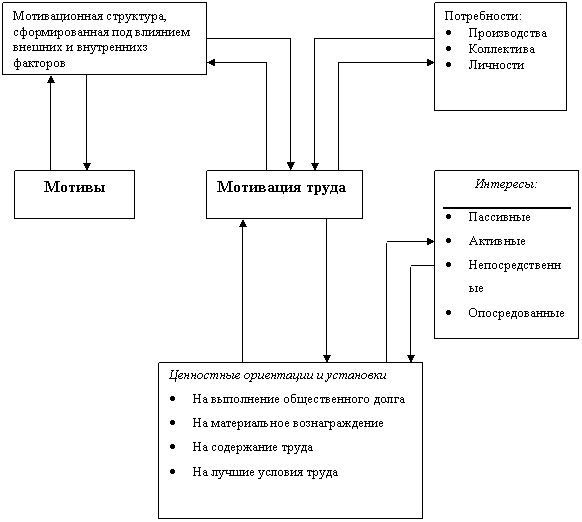 Мотивационная структура,
сформированная под влиянием
внешних и внутреннихз
факторов
Потребности:
• Производства
• Коллектива
• Личности
Мотивы
Мотивация труда
Интересы:
• Пассивные
• Активные
• Непосредственн
ые
• Опосредованные
Ценностные ориентации и установки
• На выполнение общественного долга
• На материальное вознаграждение
• На содержание труда
• На лучшие условия труда